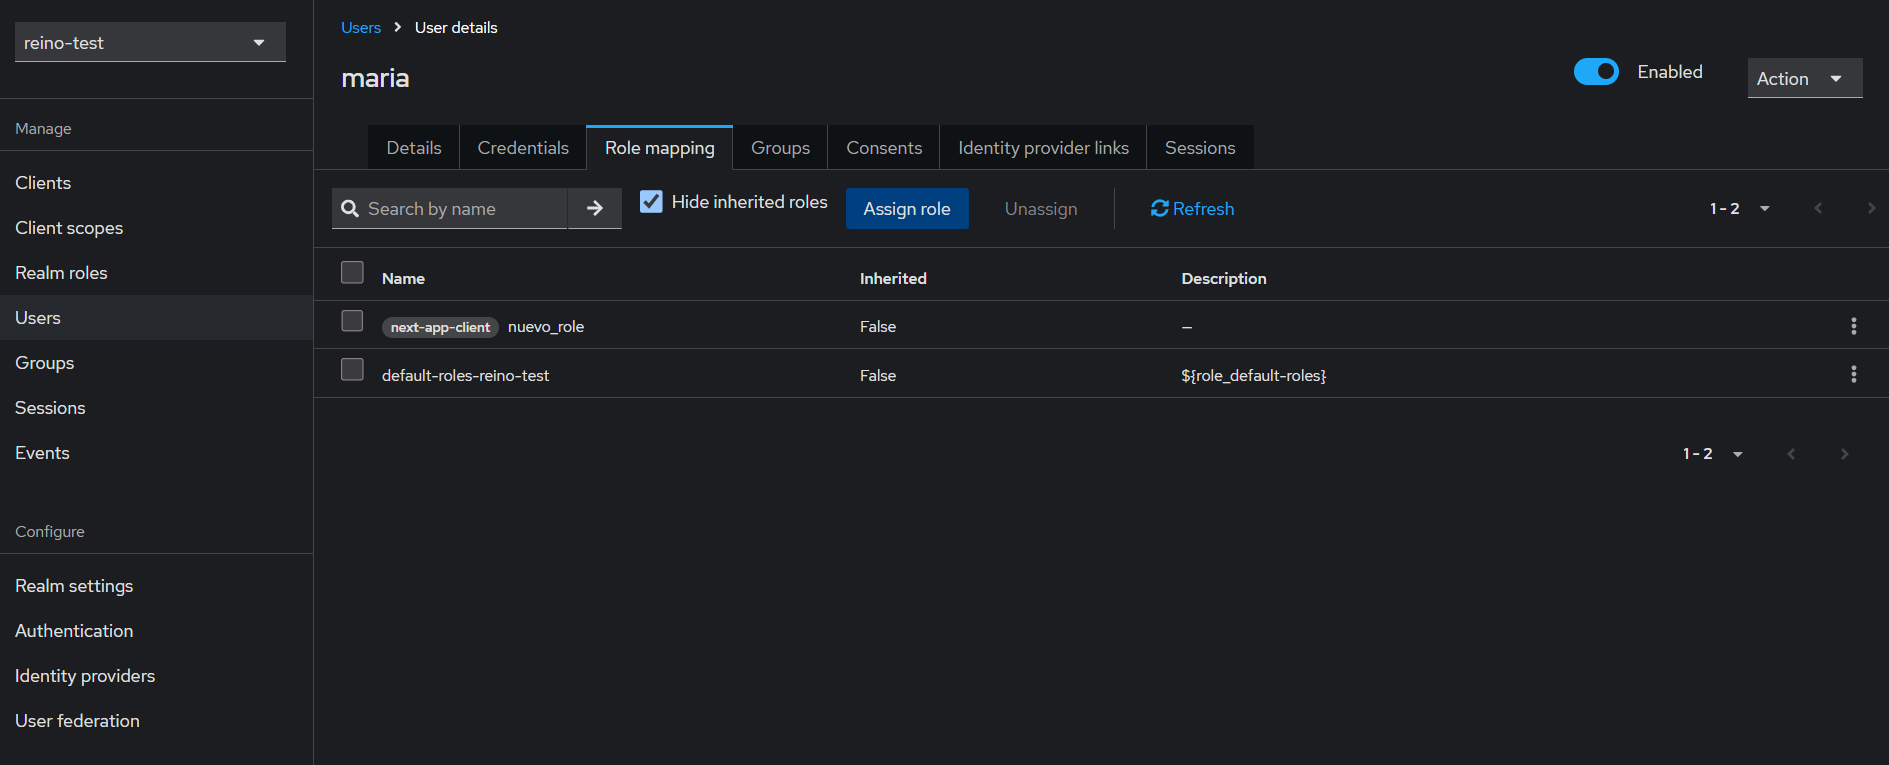 reino-test
Manage
Clients
Client scopes
Realm roles
Users
Groups
Sessions
Events
Configure
Realm settings
Authentication
Identity providers
User federation
Users > User details
maria
Enabled
Action
Details Credentials Role mapping Groups Consents Identity provider links Sessions
Search by name Hide inherited roles Assign role Unassign Refresh 1 - 2
Name Inherited Description
next-app-client nuevo_role False —
default-roles-reino-test False ${role_default-roles}
1 - 2